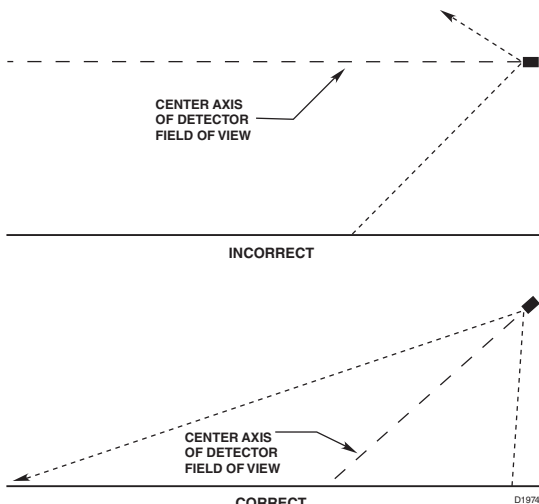 CENTER AXIS
OF DETECTOR
FIELD OF VIEW
INCORRECT
CENTER AXIS
OF DETECTOR
FIELD OF VIEW
CORRECT
D1974